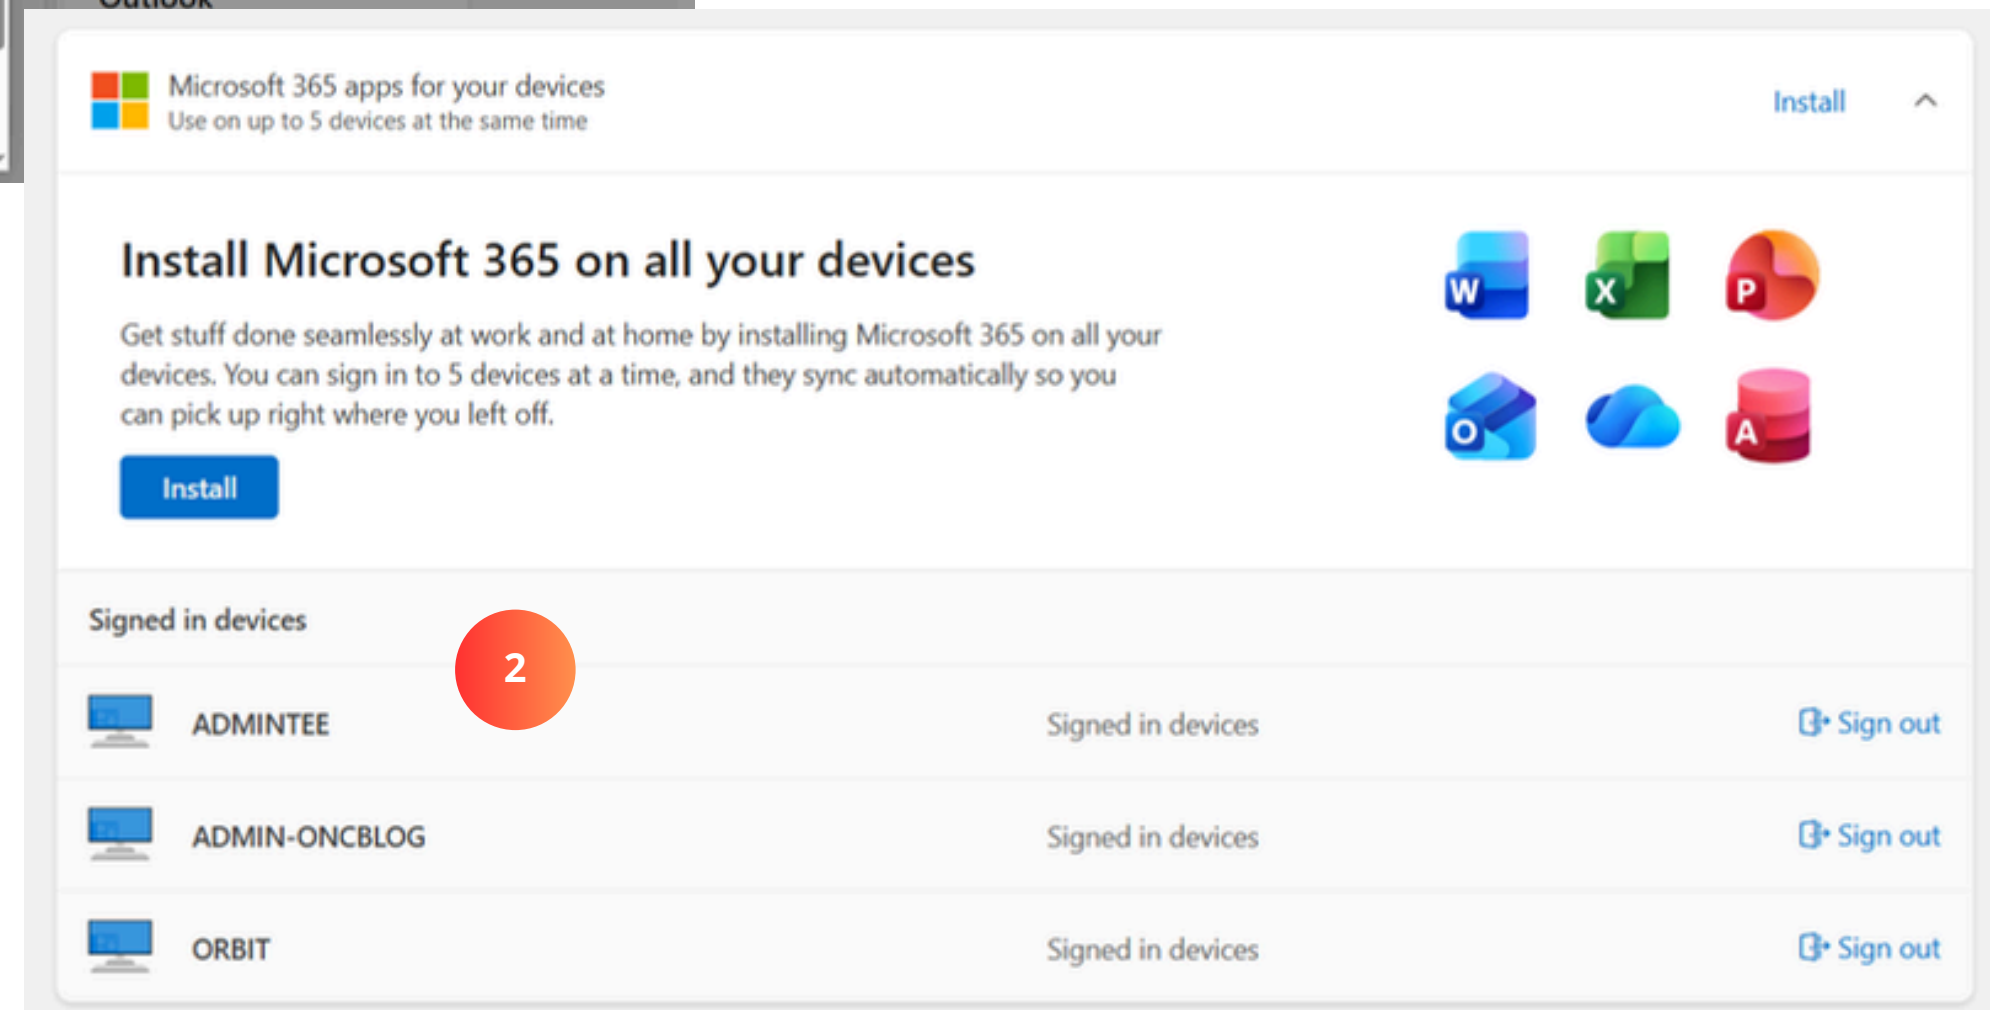 Outlook
Microsoft 365 apps for your devices
Use on up to 5 devices at the same time
Install
Install Microsoft 365 on all your devices
Get stuff done seamlessly at work and at home by installing Microsoft 365 on all your
devices. You can sign in to 5 devices at a time, and they sync automatically so you
can pick up right where you left off.
Install
W X P
O A
Signed in devices
2
ADMINTEE Signed in devices Sign out
ADMIN-ONCBLOG Signed in devices Sign out
ORBIT Signed in devices Sign out